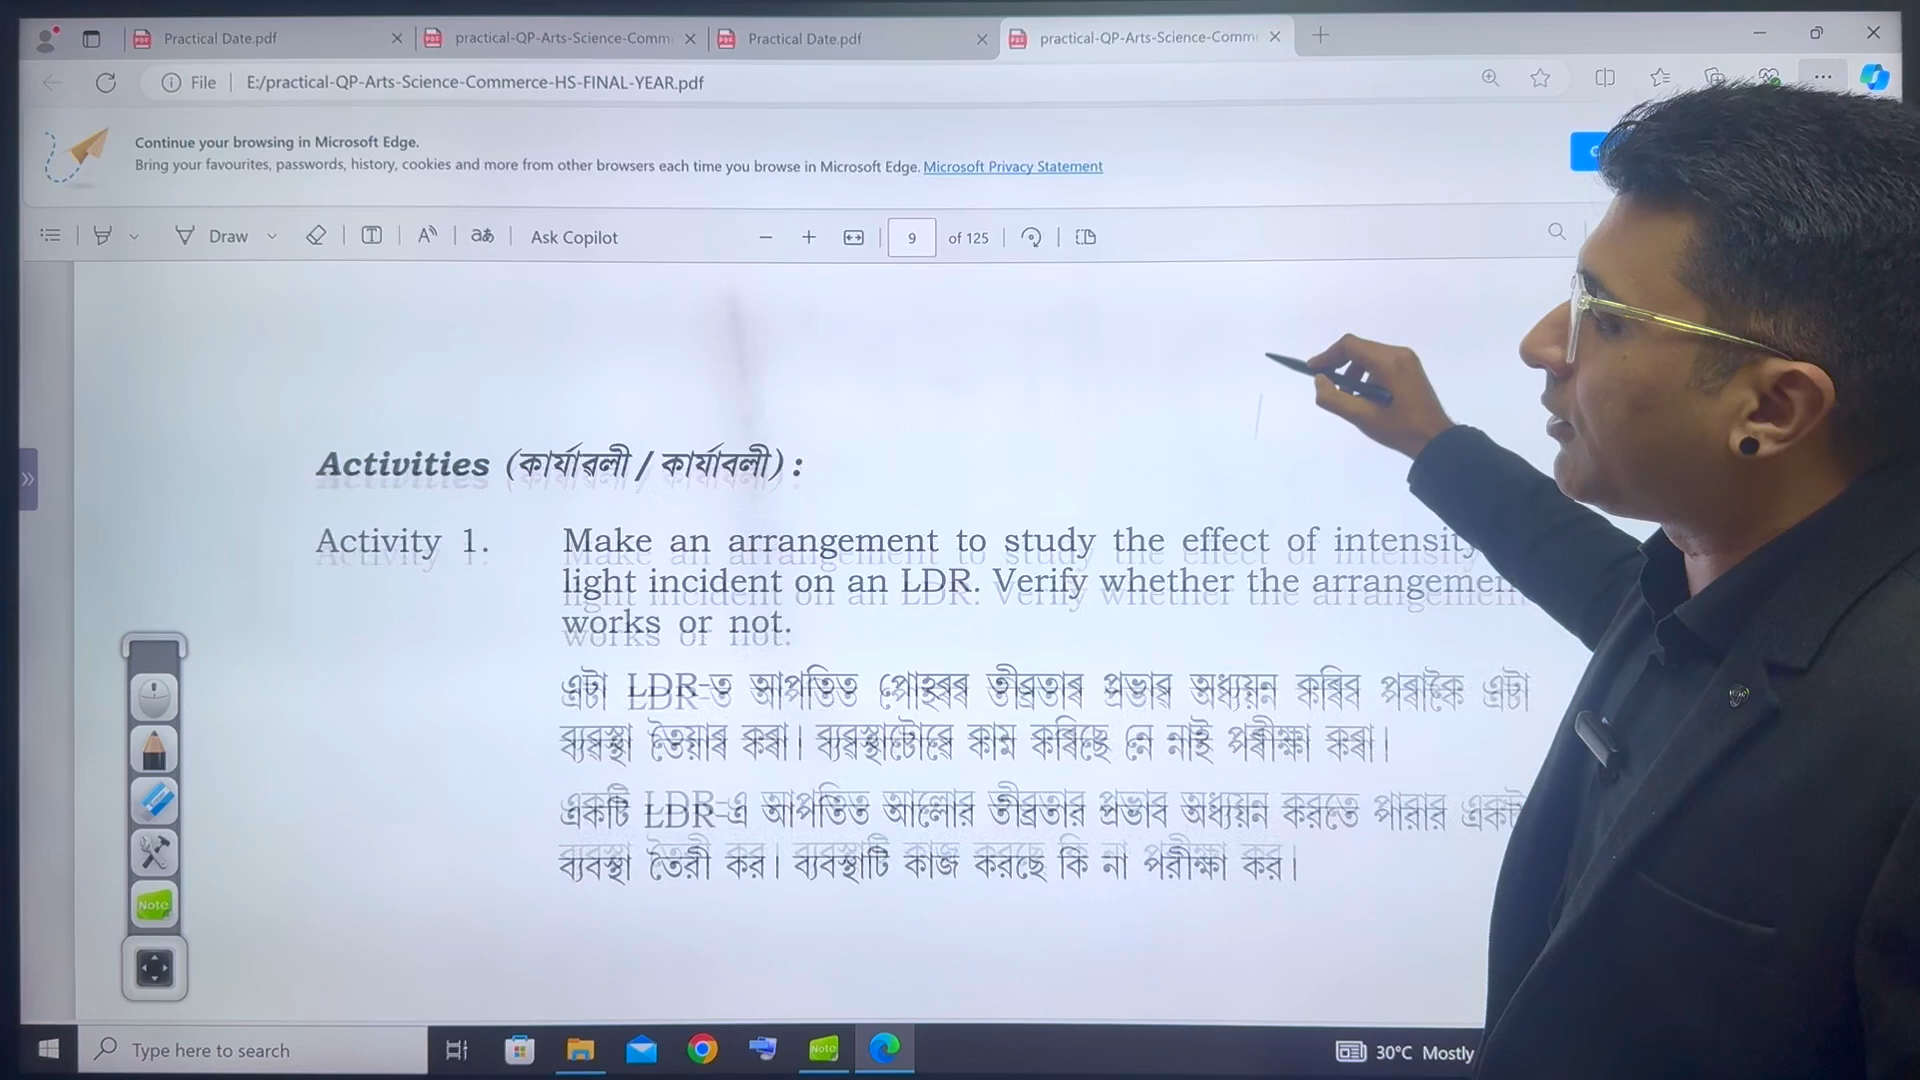 Practical Date.pdf
practical-QP-Arts-Science-Comm
Practical Date.pdf
practical-QP-Arts-Science-Comm
File
E:/practical-QP-Arts-Science-Commerce-HS-FINAL-YEAR.pdf
Continue your browsing in Microsoft Edge.
Bring your favourites, passwords, history, cookies and more from other browsers each time you browse in Microsoft Edge. Microsoft Privacy Statement
Draw
Ask Copilot
9 of 125
Activities (কাৰ্যাৱলী / কার্যাবলী) :
Activity 1. Make an arrangement to study the effect of intensity
light incident on an LDR. Verify whether the arrangemen
works or not.
এটা LDR-ত আপতিত পোহৰৰ তীব্ৰতাৰ প্ৰভাৱ অধ্যয়ন কৰিব পৰাকৈ এটা
ব্যৱস্থা তৈয়াৰ কৰা। ব্যৱস্থাটোৱে কাম কৰিছে নে নাই পৰীক্ষা কৰা।
একটি LDR-এ আপতিত আলোর তীব্রতার প্রভাব অধ্যয়ন করতে পারার একটি
ব্যবস্থা তৈরী কর। ব্যবস্থাটি কাজ করছে কি না পরীক্ষা কর।
Note
Type here to search
Note
30°C Mostly